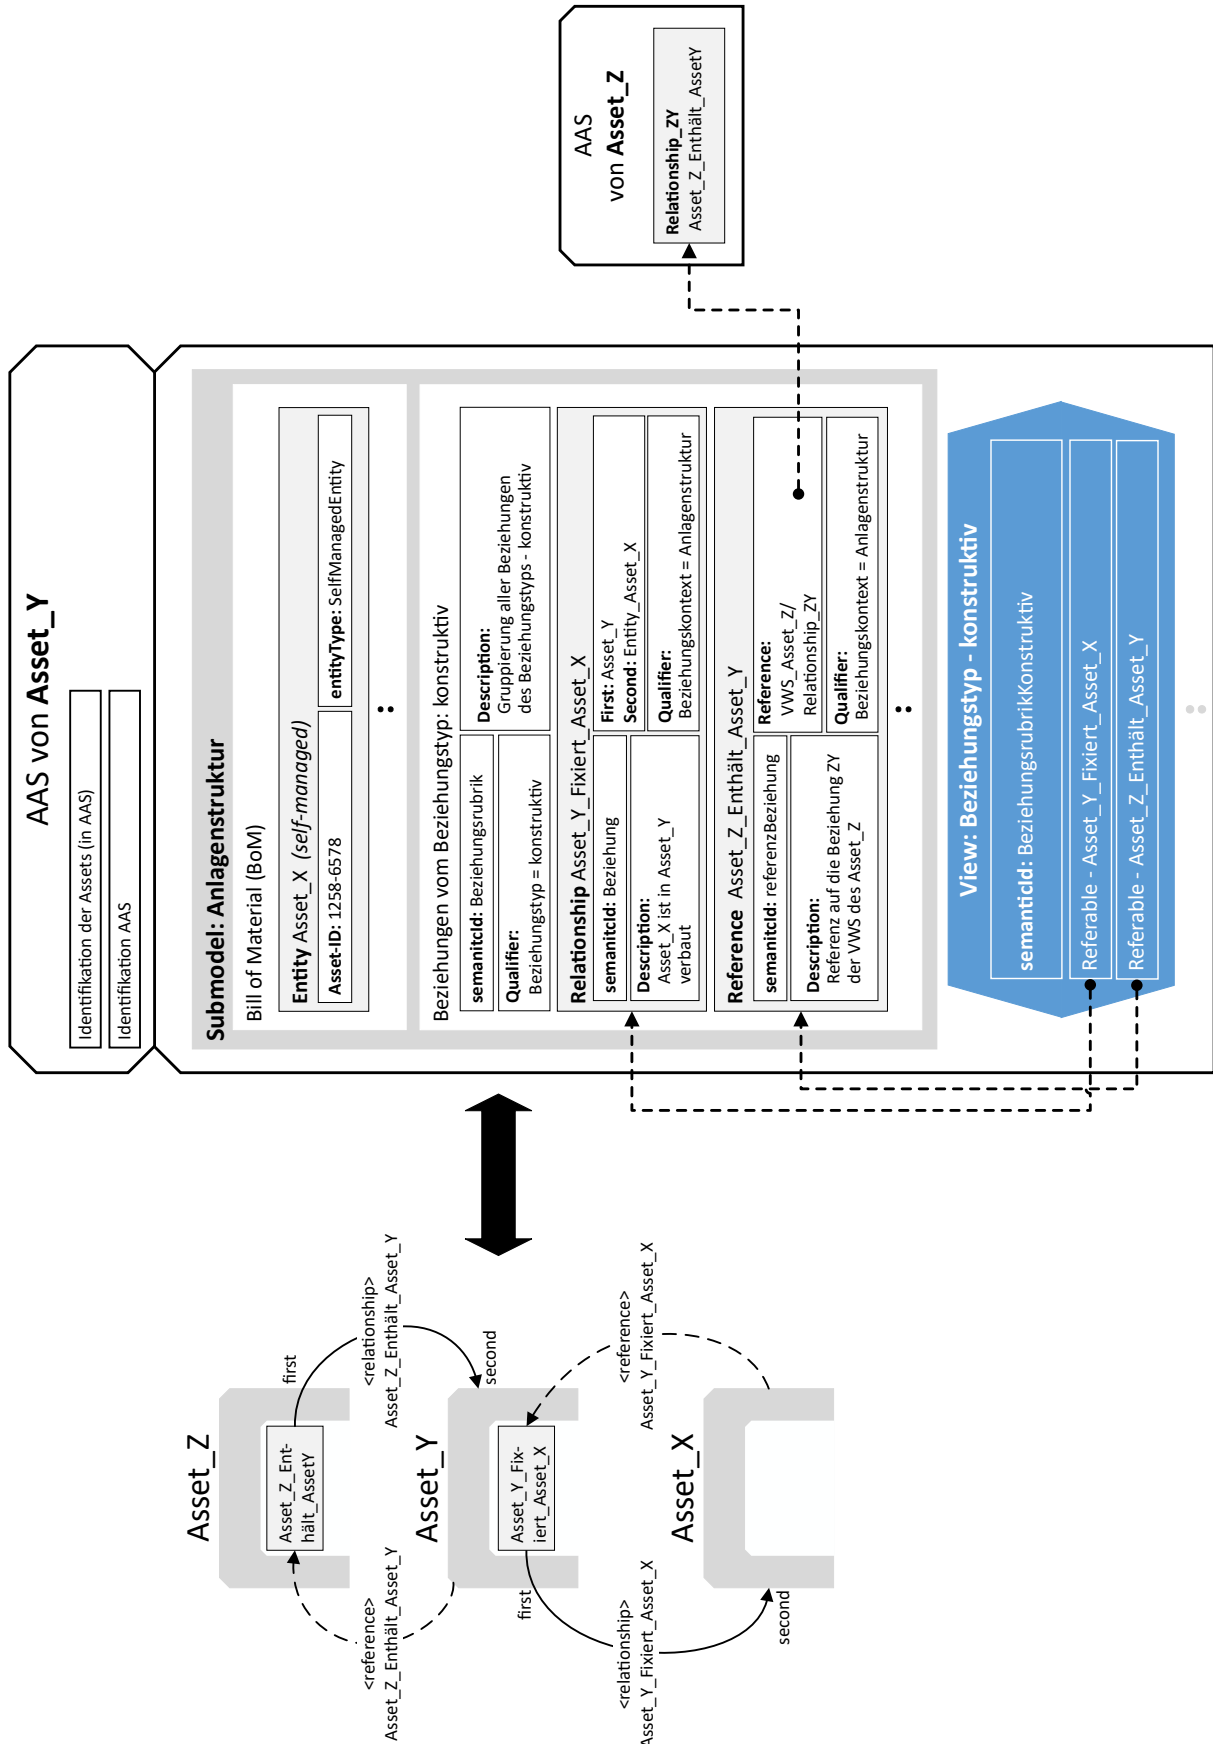 Asset_Z
Asset_Z_Ent-
hält_AssetY
first
<relationship>
Asset_Z_Enthält_Asset_Y
second
<reference>
Asset_Z_Enthält_Asset_Y
Asset_Y
Asset_Y_Fix-
iert_Asset_X
first
<relationship>
Asset_Y_Fixiert_Asset_X
second
<reference>
Asset_Y_Fixiert_Asset_X
Asset_X
AAS von Asset_Y
Identifikation der Assets (in AAS)
Identifikation AAS
Submodel: Anlagenstruktur
Bill of Material (BoM)
Entity Asset_X (self-managed)
Asset-ID: 1258-6578
entityType: SelfManagedEntity
:
Beziehungen vom Beziehungstyp: konstruktiv
semanitcId: Beziehungsrubrik
Qualifier:
Beziehungstyp = konstruktiv
Description:
Gruppierung aller Beziehungen
des Beziehungstyps - konstruktiv
Relationship Asset_Y_Fixiert_Asset_X
semanitcId: Beziehung
Description:
Asset_X ist in Asset_Y
verbaut
First: Asset_Y
Second: Entity_Asset_X
Qualifier:
Beziehungskontext = Anlagenstruktur
Reference Asset_Z_Enthält_Asset_Y
semanitcId: referenzBeziehung
Description:
Referenz auf die Beziehung ZY
der VWS des Asset_Z
Reference:
VWS_Asset_Z/
Relationship_ZY
Qualifier:
Beziehungskontext = Anlagenstruktur
:
View: Beziehungstyp - konstruktiv
semanticId: BeziehungsrubrikKonstruktiv
Referable - Asset_Y_Fixiert_Asset_X
Referable - Asset_Z_Enthält_Asset_Y
:
AAS
von Asset_Z
Relationship_ZY
Asset_Z_Enthält_AssetY